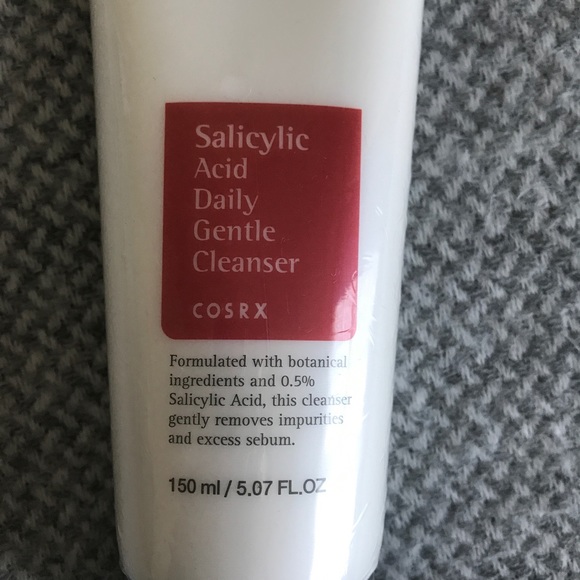 Salicylic
Acid
Daily
Gentle
Cleanser
COSRX
Formulated with botanical
ingredients and 0.5%
Salicylic Acid, this cleanser
gently removes impurities
and excess sebum.
150 ml / 5.07 FL.OZ